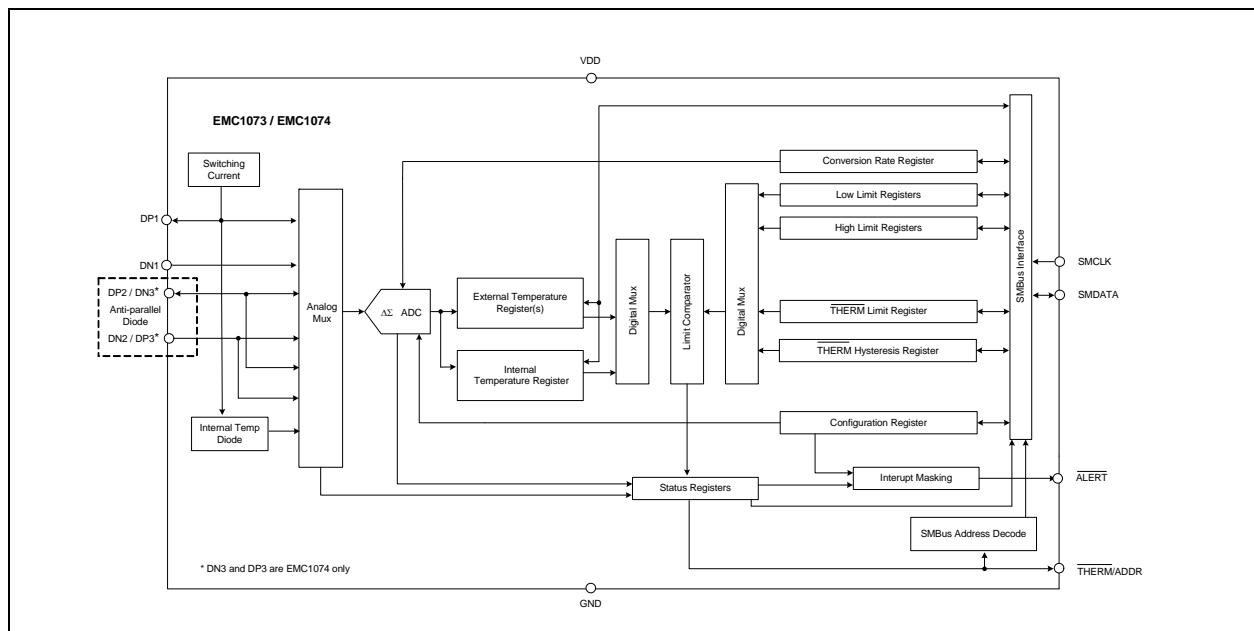 VDD
EMC1073 / EMC1074
Switching
Current
DP1
DN1
DP2 / DN3*
Anti-parallel
Diode
DN2 / DP3*
Internal Temp
Diode
Analog
Mux
ΔΣ ADC
External Temperature
Register(s)
Internal
Temperature Register
Digital Mux
Limit Comparator
Digital Mux
Conversion Rate Register
Low Limit Registers
High Limit Registers
THERM Limit Register
THERM Hysteresis Register
Configuration Register
SMBus Interface
SMCLK
SMDATA
Status Registers
Interupt Masking
ALERT
SMBus Address Decode
THERM/ADDR
* DN3 and DP3 are EMC1074 only
GND